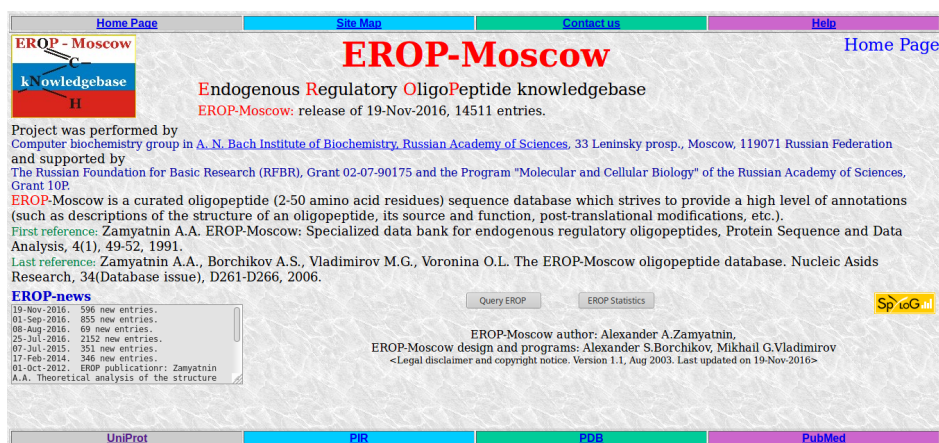 Home Page Site Map Contact us Help
EROP - Moscow
C
kNowledgebase
H
EROP-Moscow
Home Page
Endogenous Regulatory OligoPeptide knowledgebase
EROP-Moscow: release of 19-Nov-2016, 14511 entries.
Project was performed by
Computer biochemistry group in A. N. Bach Institute of Biochemistry, Russian Academy of Sciences, 33 Leninsky prosp., Moscow, 119071 Russian Federation
and supported by
The Russian Foundation for Basic Research (RFBR), Grant 02-07-90175 and the Program "Molecular and Cellular Biology" of the Russian Academy of Sciences,
Grant 10P.
EROP-Moscow is a curated oligopeptide (2-50 amino acid residues) sequence database which strives to provide a high level of annotations
(such as descriptions of the structure of an oligopeptide, its source and function, post-translational modifications, etc.).
First reference: Zamyatnin A.A. EROP-Moscow: Specialized data bank for endogenous regulatory oligopeptides, Protein Sequence and Data
Analysis, 4(1), 49-52, 1991.
Last reference: Zamyatnin A.A., Borchikov A.S., Vladimirov M.G., Voronina O.L. The EROP-Moscow oligopeptide database. Nucleic Asids
Research, 34(Database issue), D261-D266, 2006.
EROP-news
19-Nov-2016. 596 new entries.
01-Sep-2016. 855 new entries.
08-Aug-2016. 69 new entries.
25-Jul-2016. 2152 new entries.
07-Jul-2015. 351 new entries.
17-Feb-2014. 346 new entries.
01-Oct-2012. EROP publicationr: Zamyatnin
A.A. Theoretical analysis of the structure
Query EROP EROP Statistics
SpyLOG
EROP-Moscow author: Alexander A.Zamyatnin,
EROP-Moscow design and programs: Alexander S.Borchikov, Mikhail G.Vladimirov
<Legal disclaimer and copyright notice. Version 1.1, Aug 2003. Last updated on 19-Nov-2016>
UniProt PIR PDB PubMed